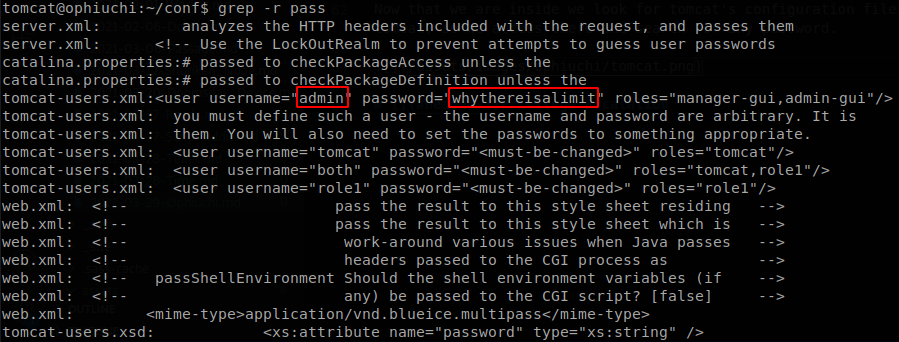 tomcat@ophiuchi:~/conf$ grep -r pass
server.xml:          analyzes the HTTP headers included with the request, and passes them
server.xml:      <!-- Use the LockOutRealm to prevent attempts to guess user passwords
catalina.properties:# passed to checkPackageAccess unless the
catalina.properties:# passed to checkPackageDefinition unless the
tomcat-users.xml:<user username="admin" password="whythereisalimit" roles="manager-gui,admin-gui"/>
tomcat-users.xml:  you must define such a user - the username and password are arbitrary. It is
tomcat-users.xml:  them. You will also need to set the passwords to something appropriate.
tomcat-users.xml:  <user username="tomcat" password="<must-be-changed>" roles="tomcat"/>
tomcat-users.xml:  <user username="both" password="<must-be-changed>" roles="tomcat,role1"/>
tomcat-users.xml:  <user username="role1" password="<must-be-changed>" roles="role1"/>
web.xml:  <!--                         pass the result to this style sheet residing   -->
web.xml:  <!--                         pass the result to this style sheet which is   -->
web.xml:  <!--                          work-around various issues when Java passes   -->
web.xml:  <!--                          headers passed to the CGI process as          -->
web.xml:  <!--   passShellEnvironment Should the shell environment variables (if    -->
web.xml:  <!--                          any) be passed to the CGI script? [false]     -->
web.xml:        <mime-type>application/vnd.blueice.multipass</mime-type>
tomcat-users.xsd:             <xs:attribute name="password" type="xs:string" />